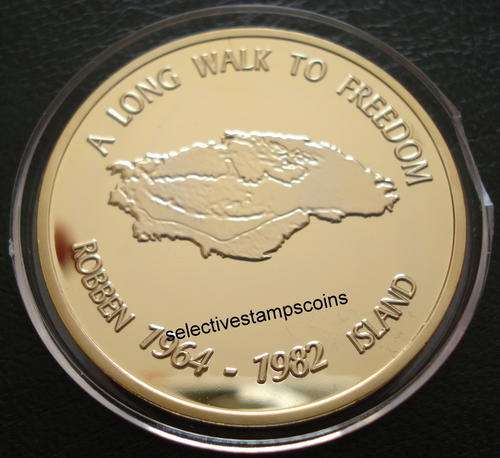 A LONG WALK TO FREEDOM
ROBBEN 1964 - 1982 ISLAND
selectivestampscoins